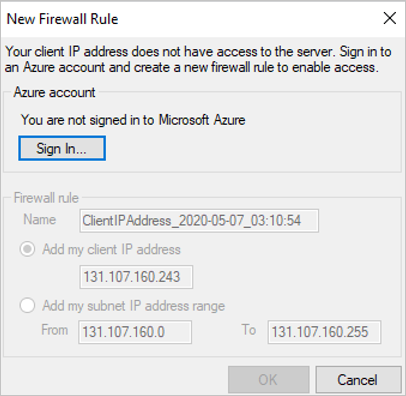 New Firewall Rule
Your client IP address does not have access to the server. Sign in to
an Azure account and create a new firewall rule to enable access.
Azure account
You are not signed in to Microsoft Azure
Sign In...
Firewall rule
Name ClientIPAddress_2020-05-07_03:10:54
Add my client IP address
131.107.160.243
Add my subnet IP address range
From 131.107.160.0 To 131.107.160.255
OK Cancel